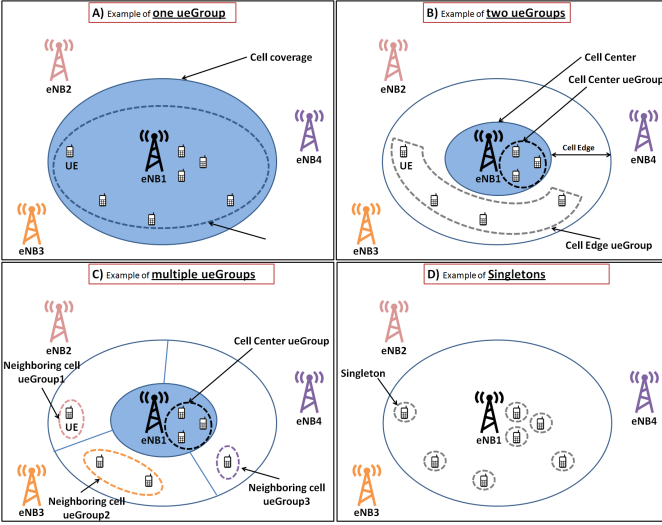 A) Example of one ueGroup
Cell coverage
eNB2
eNB4
UE
eNB1
eNB3
B) Example of two ueGroups
Cell Center
Cell Center ueGroup
eNB2
eNB4
Cell Edge
UE
eNB1
eNB3
Cell Edge ueGroup
C) Example of multiple ueGroups
eNB2
Cell Center ueGroup
Neighboring cell
ueGroup1
eNB4
UE
eNB1
eNB3
Neighboring cell
ueGroup2
Neighboring cell
ueGroup3
D) Example of Singletons
eNB2
Singleton
eNB4
eNB1
eNB3